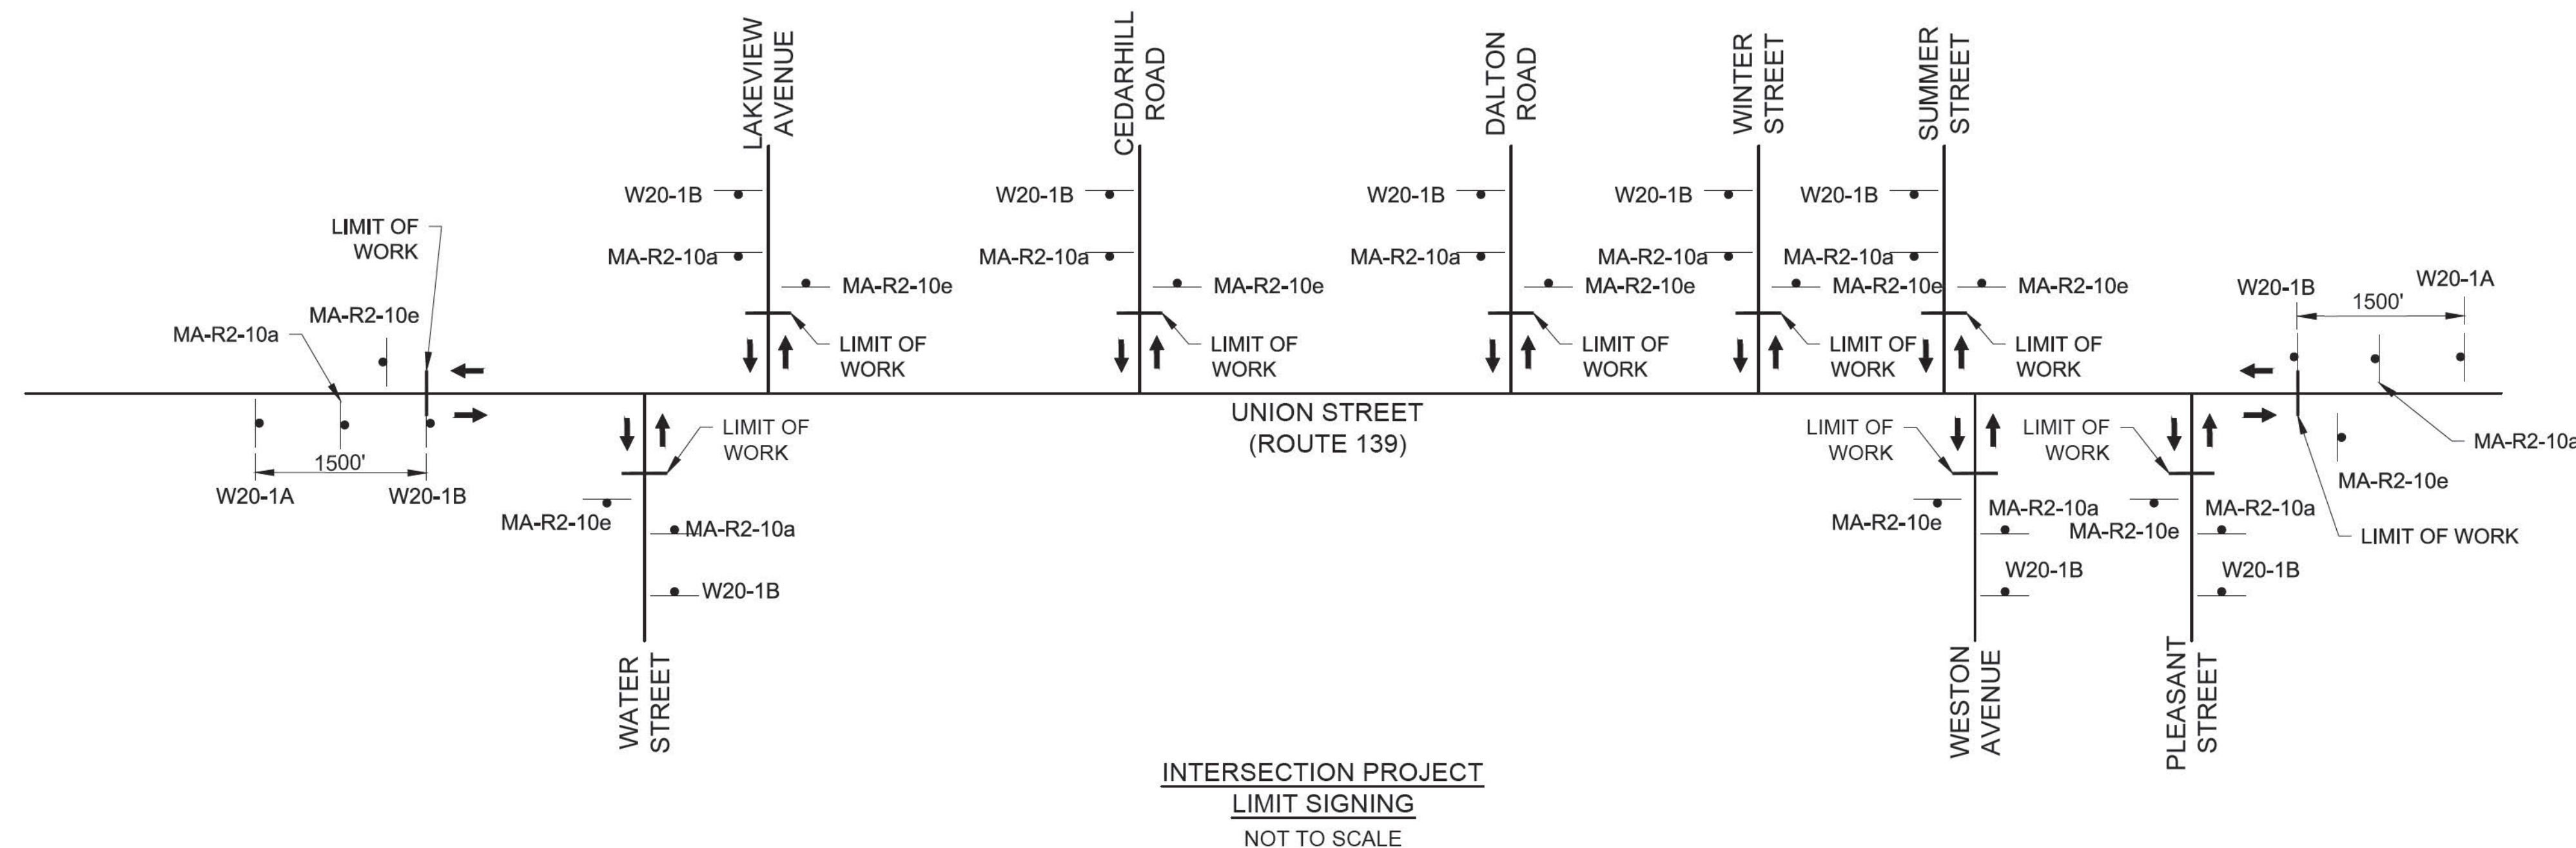 LAKEVIEW
AVENUE
CEDARHILL
ROAD
DALTON
ROAD
WINTER
STREET
SUMMER
STREET
W20-1B
W20-1B
W20-1B
W20-1B
W20-1B
MA-R2-10a
MA-R2-10a
MA-R2-10a
MA-R2-10a
MA-R2-10a
MA-R2-10e
MA-R2-10e
MA-R2-10e
MA-R2-10e
MA-R2-10e
LIMIT OF
WORK
LIMIT OF
WORK
LIMIT OF
WORK
LIMIT OF
WORK
LIMIT OF
WORK
LIMIT OF
WORK
MA-R2-10e
MA-R2-10a
1500'
W20-1A
W20-1B
W20-1B
W20-1A
1500'
MA-R2-10a
MA-R2-10e
LIMIT OF WORK
UNION STREET
(ROUTE 139)
LIMIT OF
WORK
MA-R2-10e
MA-R2-10a
W20-1B
WATER
STREET
LIMIT OF
WORK
MA-R2-10e
MA-R2-10a
W20-1B
WESTON
AVENUE
LIMIT OF
WORK
MA-R2-10e
MA-R2-10a
W20-1B
PLEASANT
STREET
INTERSECTION PROJECT
LIMIT SIGNING
NOT TO SCALE